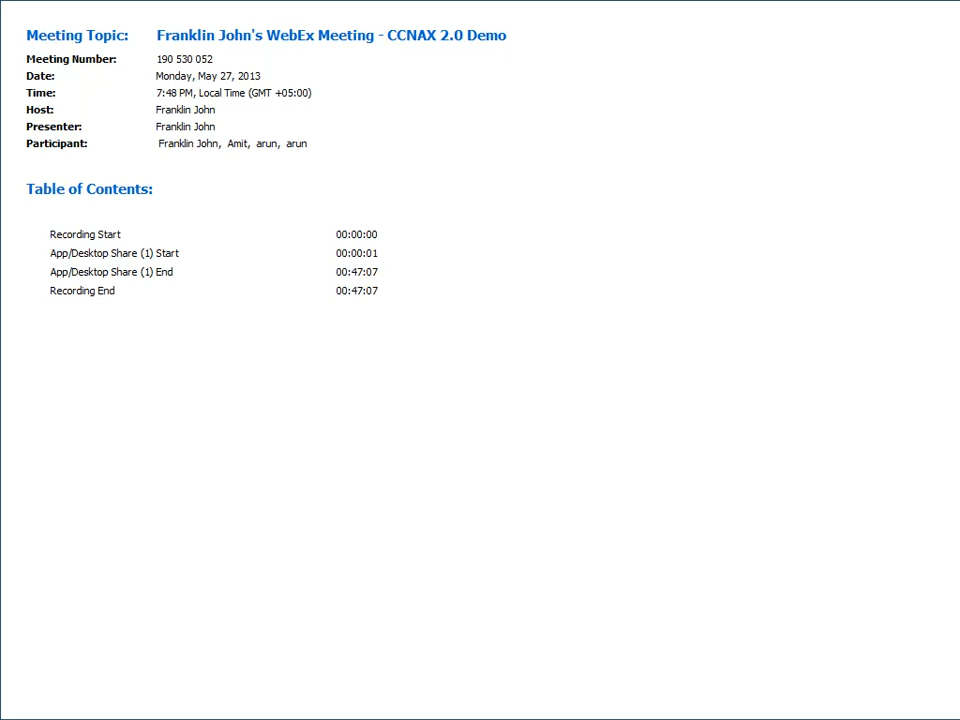 Meeting Topic: Franklin John's WebEx Meeting - CCNAX 2.0 Demo
Meeting Number: 190 530 052
Date: Monday, May 27, 2013
Time: 7:48 PM, Local Time (GMT +05:00)
Host: Franklin John
Presenter: Franklin John
Participant: Franklin John, Amit, arun, arun
Table of Contents:
Recording Start 00:00:00
App/Desktop Share (1) Start 00:00:01
App/Desktop Share (1) End 00:47:07
Recording End 00:47:07